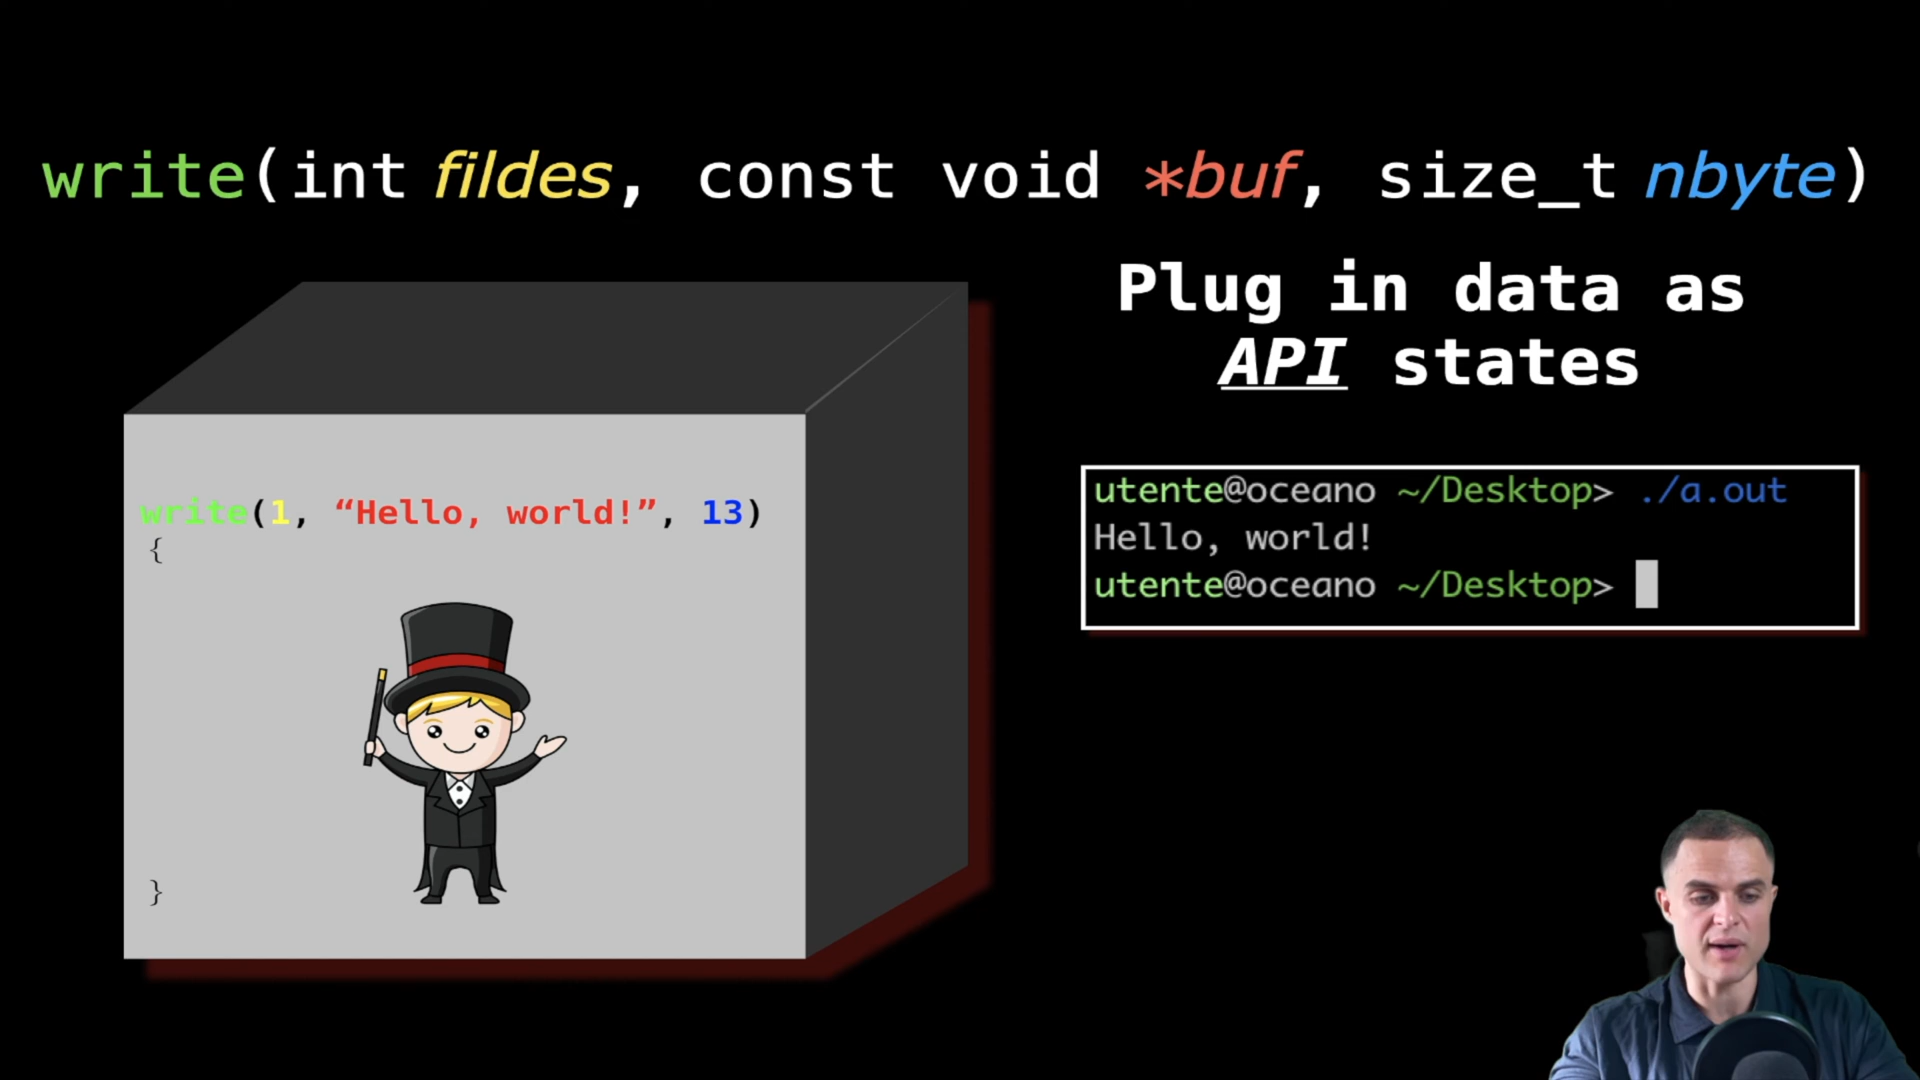 write(int fildes, const void *buf, size_t nbyte)
Plug in data as
API states
write(1, “Hello, world!”, 13)
{
}
utente@oceano ~/Desktop> ./a.out
Hello, world!
utente@oceano ~/Desktop>